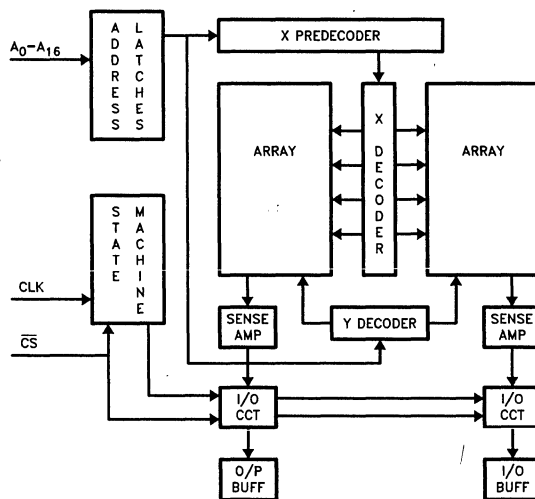 ADDRESS
LATCHES
X PREDECODER
A0-A16
ARRAY
X DECODER
ARRAY
STATE
MACHINE
CLK
CS
SENSE
AMP
Y DECODER
SENSE
AMP
I/O
CCT
I/O
CCT
O/P
BUFF
I/O
BUFF